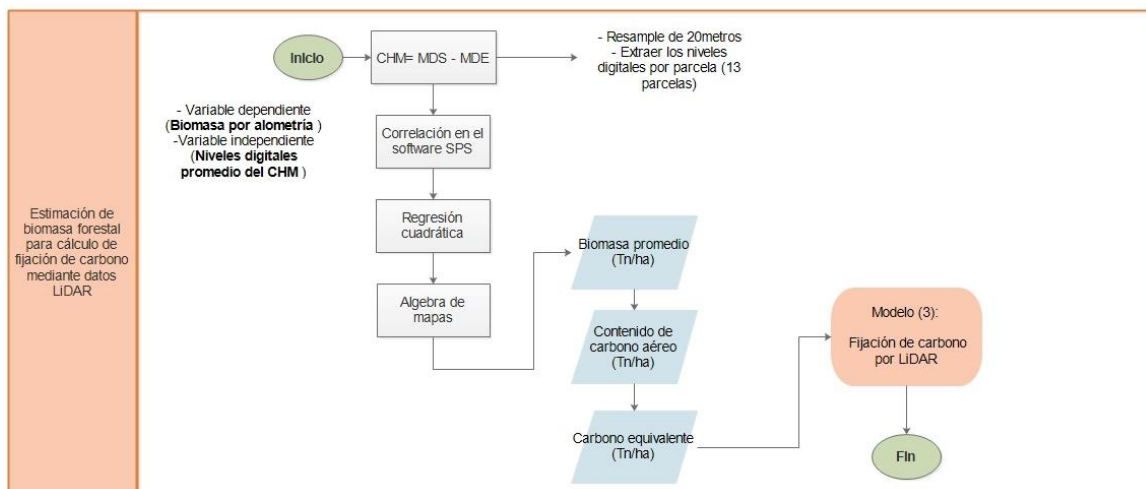 Estimación de
biomasa forestal
para cálculo de
fijación de carbono
mediante datos
LiDAR
Inicio
CHM= MDS - MDE
- Resample de 20metros
- Extraer los niveles
digitales por parcela (13
parcelas)
- Variable dependiente
(Biomasa por alometría )
-Variable independiente
(Niveles digitales
promedio del CHM )
Correlación en el
software SPS
Regresión
cuadrática
Algebra de
mapas
Biomasa promedio
(Tn/ha)
Contenido de
carbono aéreo
(Tn/ha)
Carbono equivalente
(Tn/ha)
Modelo (3):
Fijación de carbono
por LiDAR
Fin